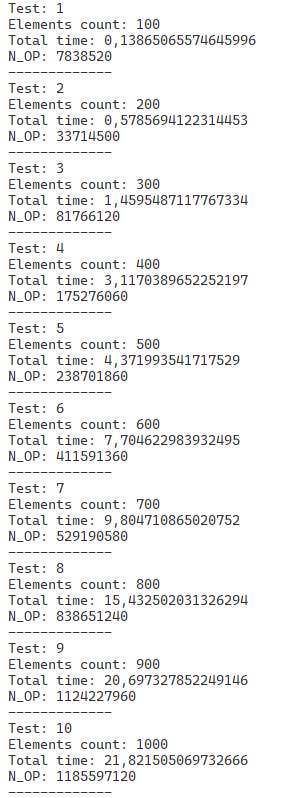 Test: 1
Elements count: 100
Total time: 0,13865065574645996
N_OP: 7838520
-------------
Test: 2
Elements count: 200
Total time: 0,5785694122314453
N_OP: 33714500
-------------
Test: 3
Elements count: 300
Total time: 1,4595487117767334
N_OP: 81766120
-------------
Test: 4
Elements count: 400
Total time: 3,1170389652252197
N_OP: 175276060
-------------
Test: 5
Elements count: 500
Total time: 4,371993541717529
N_OP: 238701860
-------------
Test: 6
Elements count: 600
Total time: 7,704622983932495
N_OP: 411591360
-------------
Test: 7
Elements count: 700
Total time: 9,804710865020752
N_OP: 529190580
-------------
Test: 8
Elements count: 800
Total time: 15,432502031326294
N_OP: 838651240
-------------
Test: 9
Elements count: 900
Total time: 20,697327852249146
N_OP: 1124227960
-------------
Test: 10
Elements count: 1000
Total time: 21,821505069732666
N_OP: 1185597120
-------------